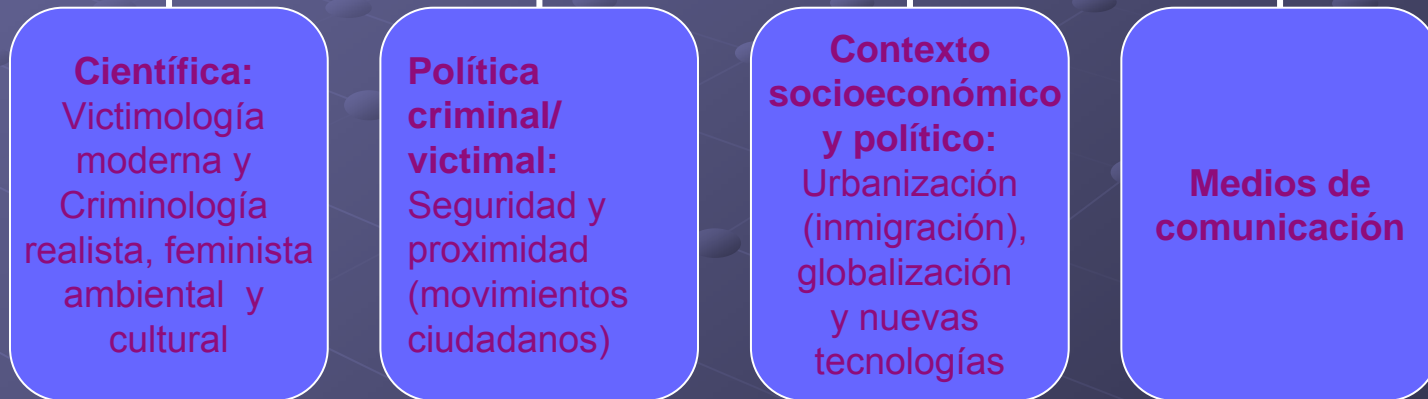 Científica:
Victimología
moderna y
Criminología
realista, feminista
ambiental y
cultural
Política
criminal/
victimal:
Seguridad y
proximidad
(movimientos
ciudadanos)
Contexto
socioeconómico
y político:
Urbanización
(inmigración),
globalización
y nuevas
tecnologías
Medios de
comunicación